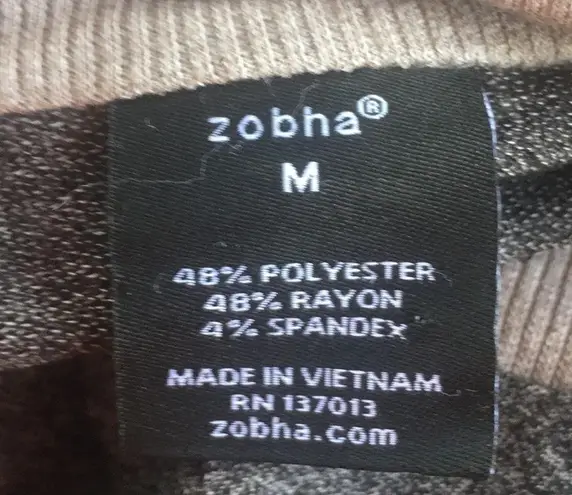 zobha®
M
48% POLYESTER
48% RAYON
4% SPANDEX
MADE IN VIETNAM
RN 137013
zobha.com